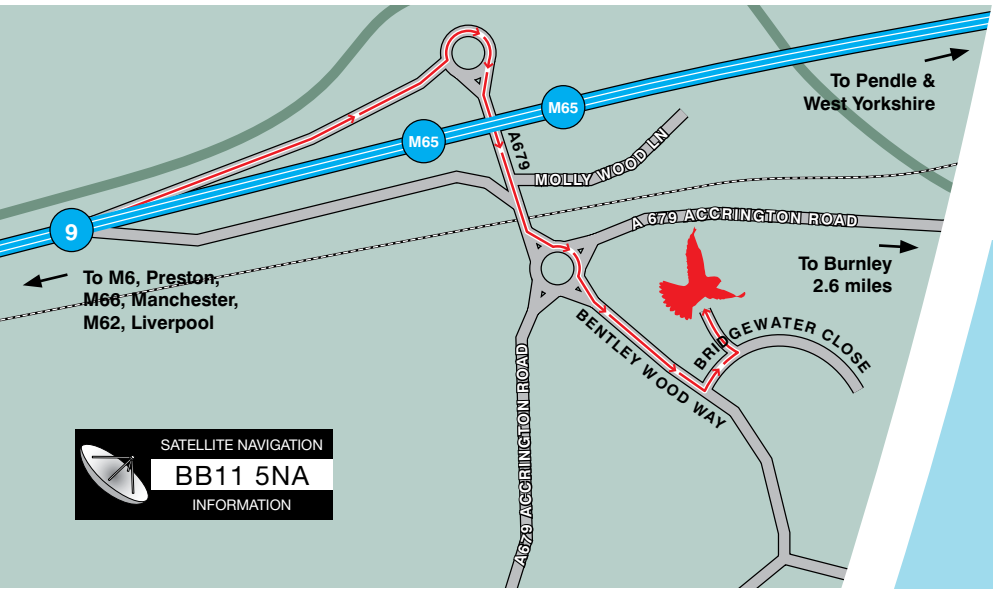 To Pendle &
West Yorkshire
M65
M65
A679
MOLLY WOOD LN
A 679 ACCRINGTON ROAD
9
To M6, Preston,
M66, Manchester,
M62, Liverpool
To Burnley
2.6 miles
BRIDGEWATER CLOSE
BENTLEY WOOD WAY
A679 ACCRINGTON ROAD
SATELLITE NAVIGATION
BB11 5NA
INFORMATION